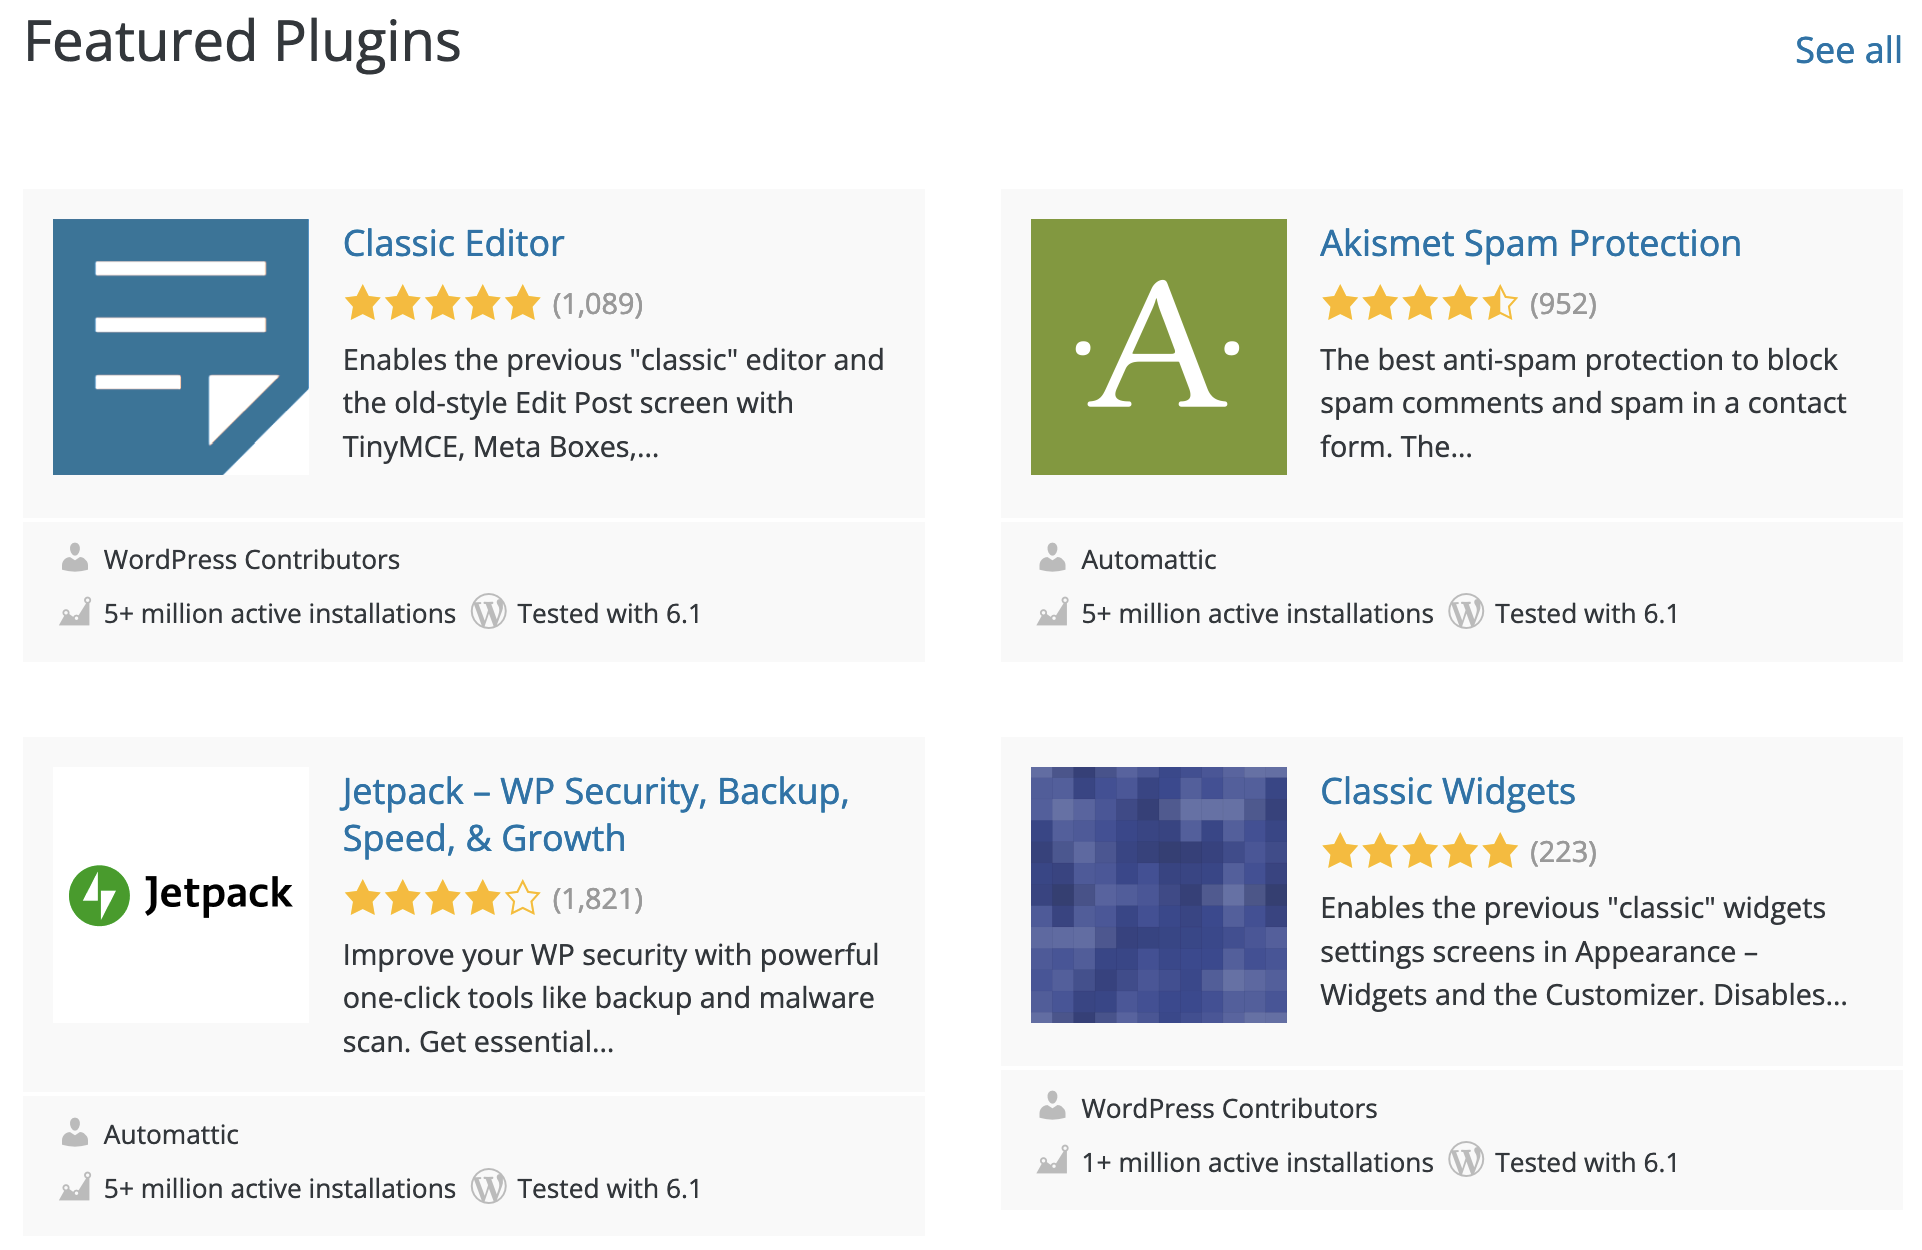 Featured Plugins
See all
Classic Editor
(1,089)
Enables the previous "classic" editor and
the old-style Edit Post screen with
TinyMCE, Meta Boxes,...
WordPress Contributors
5+ million active installations Tested with 6.1
A
Akismet Spam Protection
(952)
The best anti-spam protection to block
spam comments and spam in a contact
form. The...
Automattic
5+ million active installations Tested with 6.1
Jetpack
Jetpack – WP Security, Backup,
Speed, & Growth
(1,821)
Improve your WP security with powerful
one-click tools like backup and malware
scan. Get essential...
Automattic
5+ million active installations Tested with 6.1
Classic Widgets
(223)
Enables the previous "classic" widgets
settings screens in Appearance –
Widgets and the Customizer. Disables...
WordPress Contributors
1+ million active installations Tested with 6.1